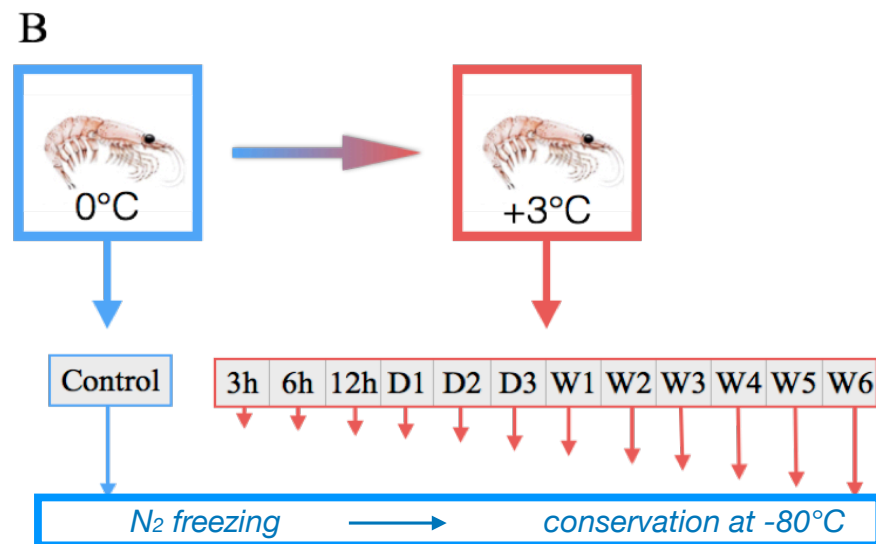 B
0°C
+3°C
Control
3h 6h 12h D1 D2 D3 W1 W2 W3 W4 W5 W6
N₂ freezing conservation at -80°C